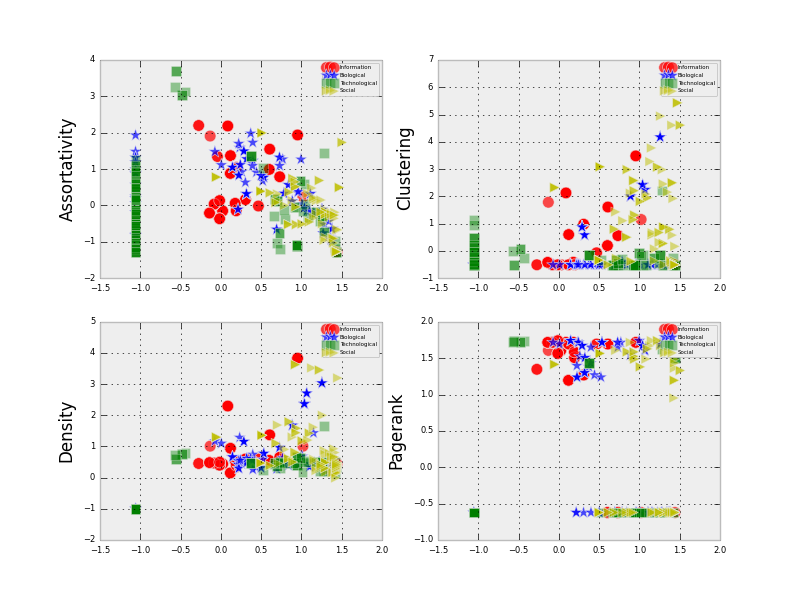 Assortativity
4
3
2
1
0
−1
−2
−1.5 −1.0 −0.5 0.0 0.5 1.0 1.5 2.0
Information
Biological
Technological
Social
Clustering
7
6
5
4
3
2
1
0
−1
−1.5 −1.0 −0.5 0.0 0.5 1.0 1.5 2.0
Information
Biological
Technological
Social
Density
5
4
3
2
1
0
−1
−2
−1.5 −1.0 −0.5 0.0 0.5 1.0 1.5 2.0
Information
Biological
Technological
Social
Pagerank
2.0
1.5
1.0
0.5
0.0
−0.5
−1.0
−1.5 −1.0 −0.5 0.0 0.5 1.0 1.5 2.0
Information
Biological
Technological
Social